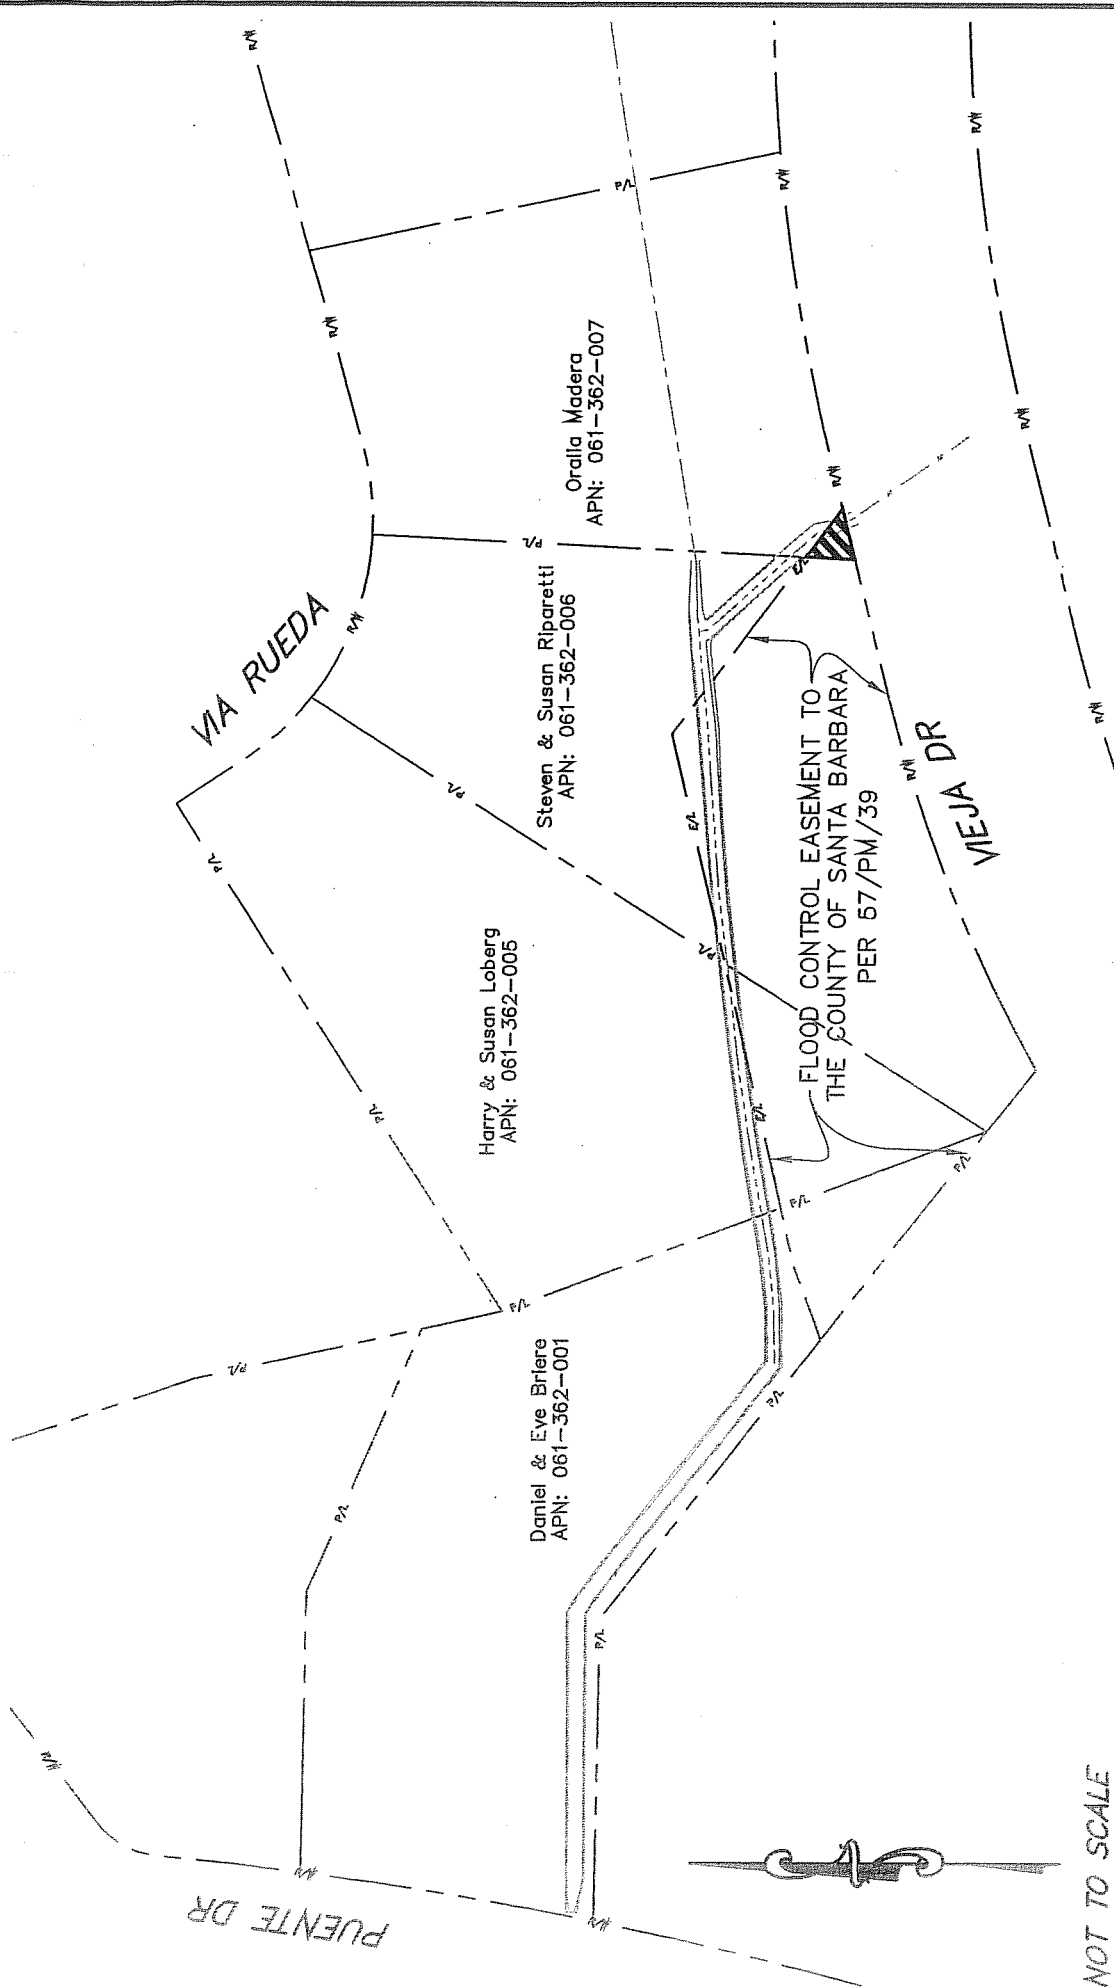 PUENTE DR
VIA RUEDA
VIEJA DR
Daniel & Eve Briere
APN: 061-362-001
Harry & Susan Loberg
APN: 061-362-005
Steven & Susan Riparetti
APN: 061-362-006
Oralia Madera
APN: 061-362-007
FLOOD CONTROL EASEMENT TO
THE COUNTY OF SANTA BARBARA
PER 57/PM/39
NOT TO SCALE
R/W
R/W
R/W
R/W
R/W
R/W
R/W
R/W
R/W
R/W
R/W
R/W
R/W
P/L
P/L
P/L
P/L
P/L
P/L
P/L
P/L
P/L
P/L
P/L
P/L
P/L
E/L
E/L
E/L